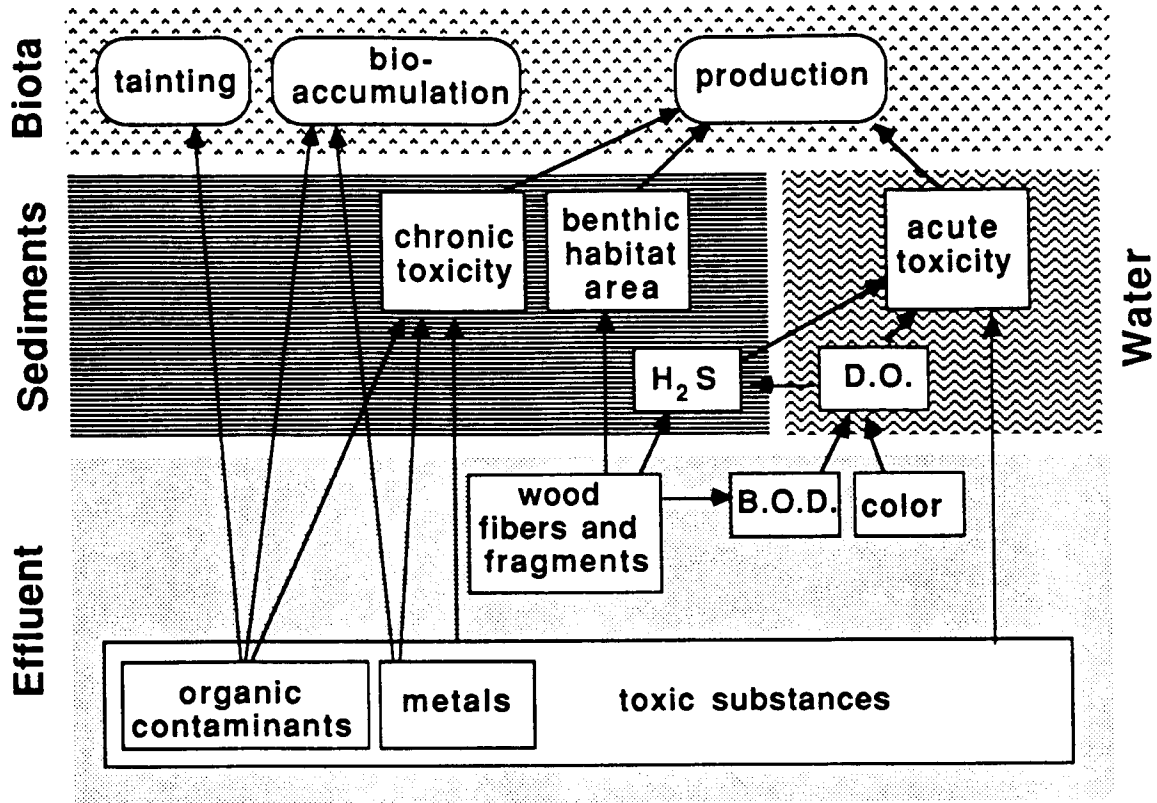 Biota
tainting
bio-
accumulation
production
Sediments
chronic
toxicity
benthic
habitat
area
acute
toxicity
Water
H₂S
D.O.
Effluent
wood
fibers and
fragments
B.O.D.
color
organic
contaminants
metals
toxic substances